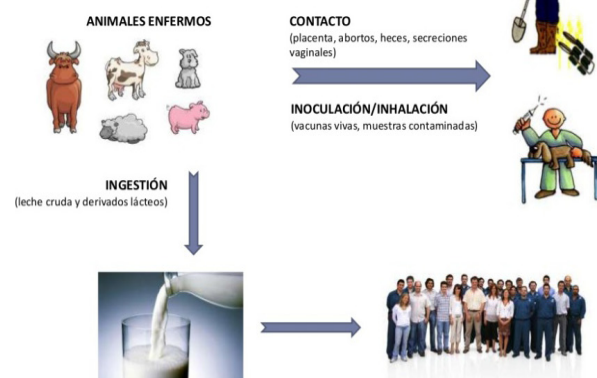 ANIMALES ENFERMOS
CONTACTO
(placenta, abortos, heces, secreciones
vaginales)
INOCULACIÓN/INHALACIÓN
(vacunas vivas, muestras contaminadas)
INGESTIÓN
(leche cruda y derivados lácteos)